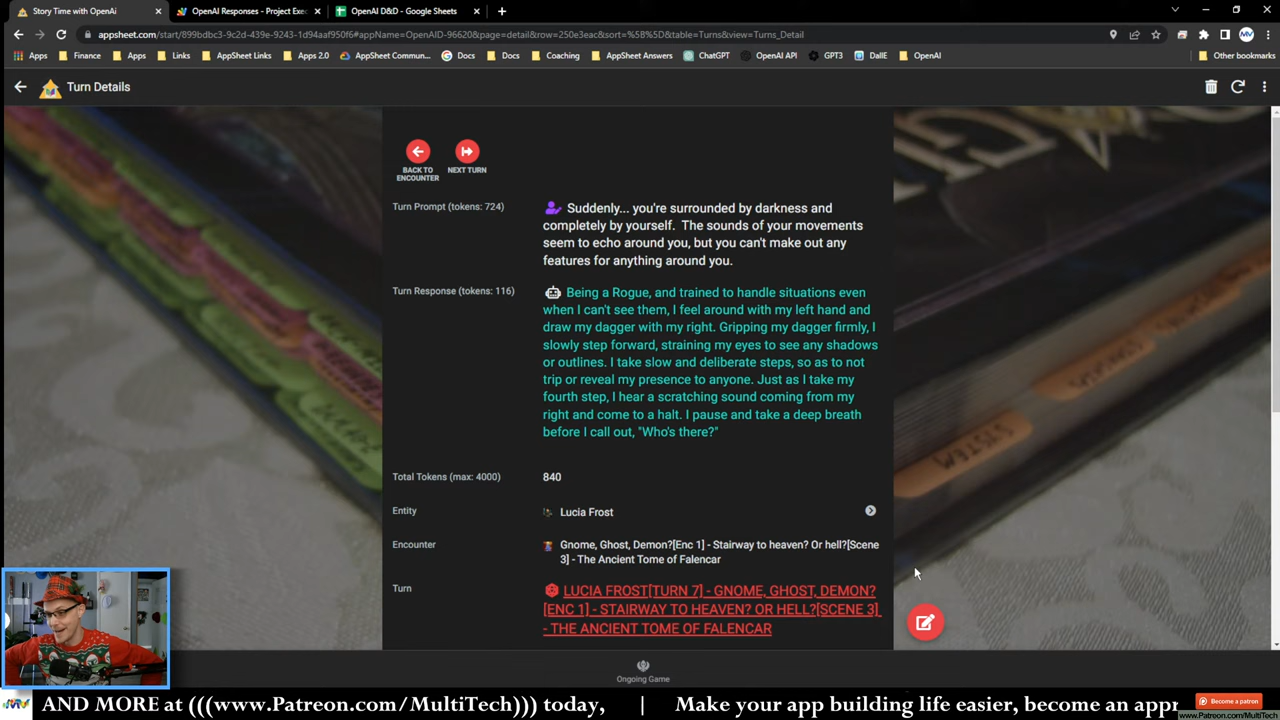 Story Time with OpenAi
OpenAI Responses - Project Exec
OpenAI D&D - Google Sheets
appsheet.com/start/899bdbc3-9c2d-439e-9243-1d94aaf950f6#appName=OpenAID-96620&page=detail&row=250e3eac&sort=%5B%5D&table=Turns&view=Turns_Detail
Apps Finance Apps Links AppSheet Links Apps 2.0 AppSheet Commun... Docs Docs Coaching AppSheet Answers ChatGPT OpenAI API GPT3 DallE OpenAI Other bookmarks
Turn Details
BACK TO
ENCOUNTER
NEXT TURN
Turn Prompt (tokens: 724)
Suddenly... you're surrounded by darkness and
completely by yourself. The sounds of your movements
seem to echo around you, but you can't make out any
features for anything around you.
Turn Response (tokens: 116)
Being a Rogue, and trained to handle situations even
when I can't see them, I feel around with my left hand and
draw my dagger with my right. Gripping my dagger firmly, I
slowly step forward, straining my eyes to see any shadows
or outlines. I take slow and deliberate steps, so as to not
trip or reveal my presence to anyone. Just as I take my
fourth step, I hear a scratching sound coming from my
right and come to a halt. I pause and take a deep breath
before I call out, "Who's there?"
Total Tokens (max: 4000)
840
Entity
Lucia Frost
Encounter
Gnome, Ghost, Demon?[Enc 1] - Stairway to heaven? Or hell?[Scene
3] - The Ancient Tome of Falencar
Turn
LUCIA FROST[TURN 7] - GNOME, GHOST, DEMON?
[ENC 1] - STAIRWAY TO HEAVEN? OR HELL?[SCENE 3]
- THE ANCIENT TOME OF FALENCAR
SYSTEM
Ongoing Game
AND MORE at (((www.Patreon.com/MultiTech))) today, | Make your app building life easier, become an appr
Become a patron
www.Patreon.com/MultiTech